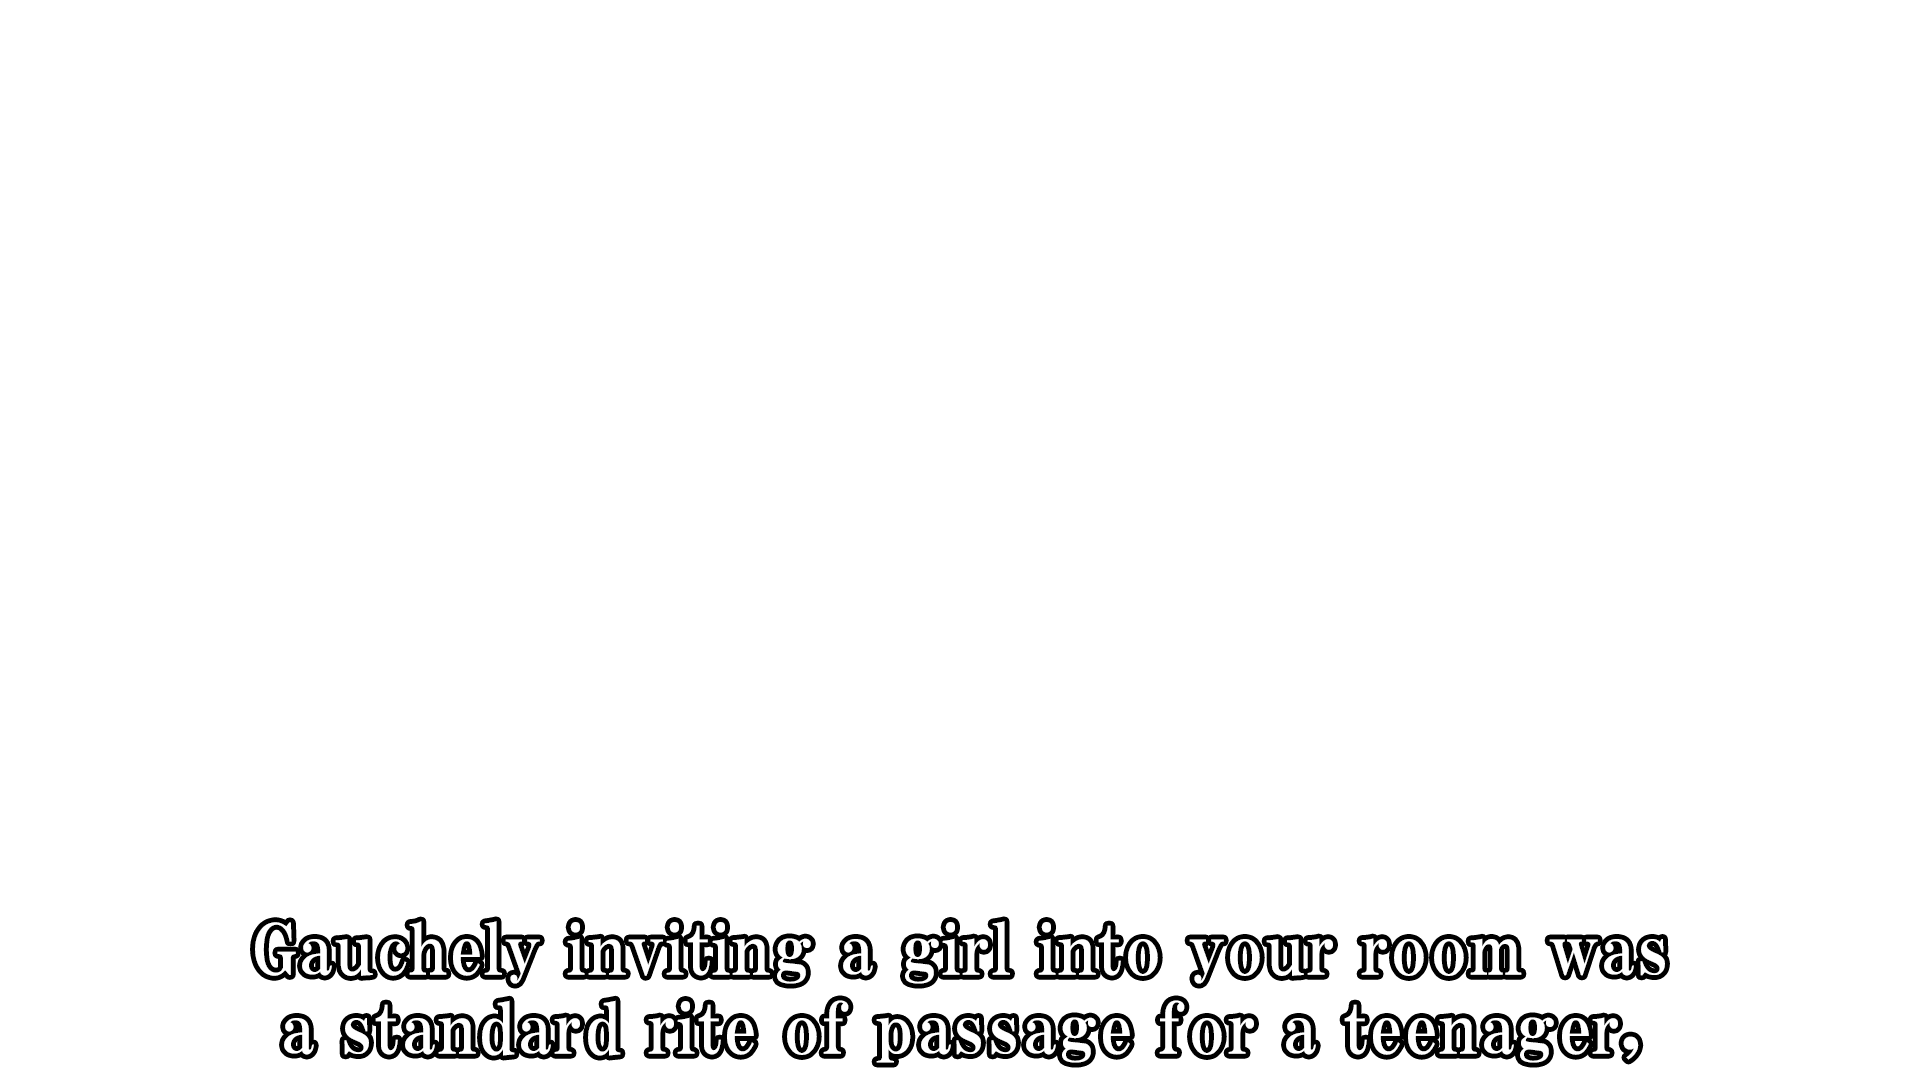 Gauchely inviting a girl into your room was
a standard rite of passage for a teenager,